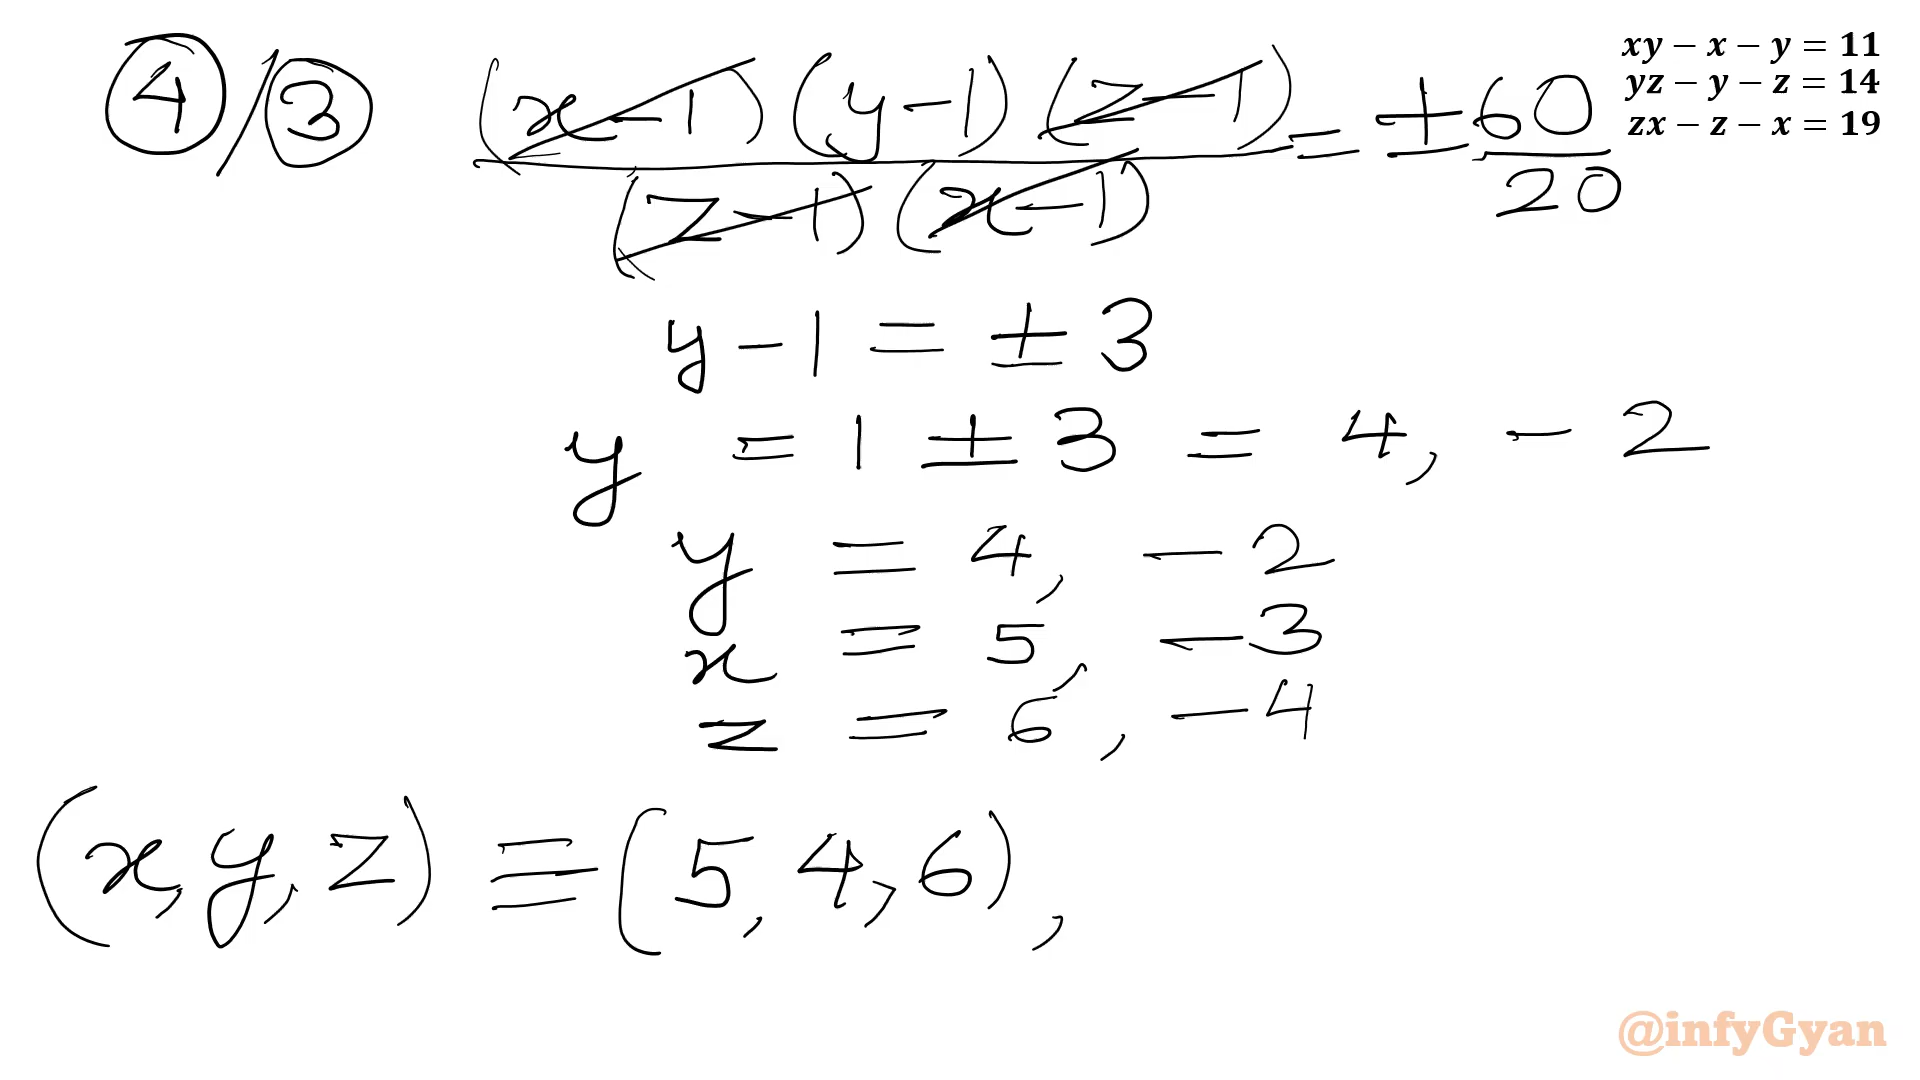 ④/③ (x-1)(y-1)(z-1) / (z-1)(x-1) = ±60/20
xy − x − y = 11
yz − y − z = 14
zx − z − x = 19
y-1 = ±3
y = 1 ± 3 = 4, -2
y = 4, -2
x = 5, -3
z = 6, -4
(x, y, z) ≡ (5, 4, 6),
@infyGyan